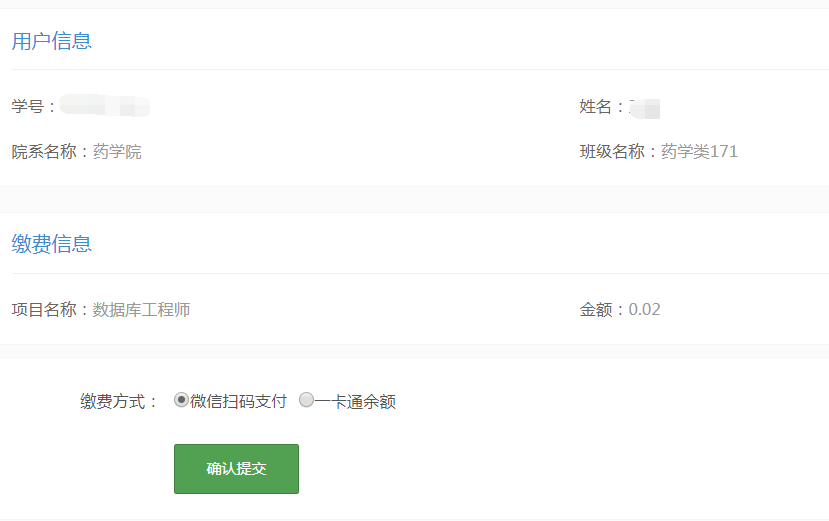 用户信息
学号：
姓名：
院系名称：药学院
班级名称：药学类171
缴费信息
项目名称：数据库工程师
金额：0.02
缴费方式：
微信扫码支付
一卡通余额
确认提交